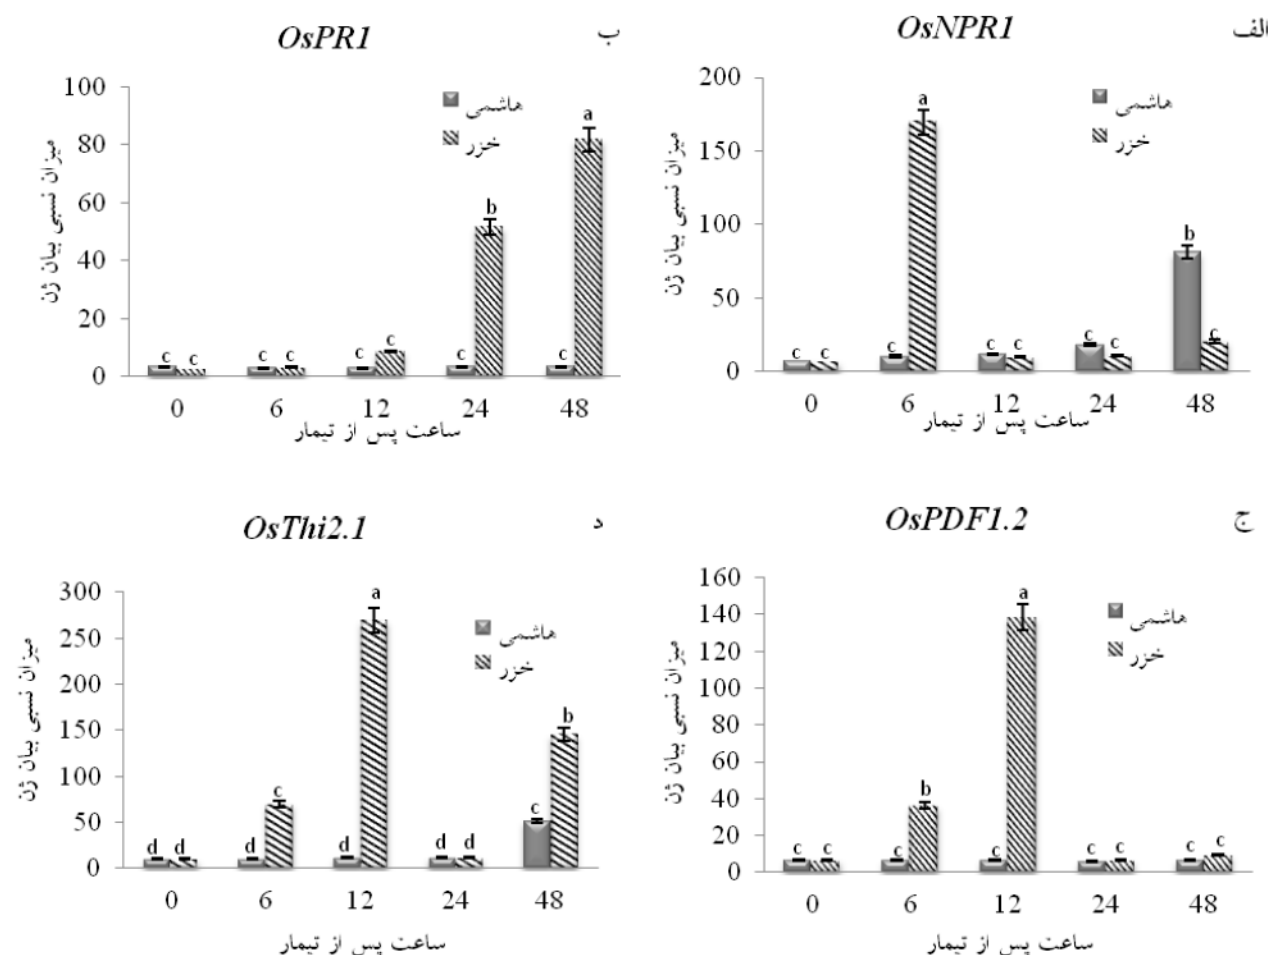 الف
OsNPR1
200
150
100
50
0
میزان نسبی بیان ژن
هاشمی
خزر
c c c a c c c c b c
0 6 12 24 48
ساعت پس از تیمار
ب
OsPR1
100
80
60
40
20
0
میزان نسبی بیان ژن
هاشمی
خزر
c c c c c c c b c a
0 6 12 24 48
ساعت پس از تیمار
ج
OsPDF1.2
160
140
120
100
80
60
40
20
0
میزان نسبی بیان ژن
هاشمی
خزر
c c c b c a c c c c
0 6 12 24 48
ساعت پس از تیمار
د
OsThi2.1
300
250
200
150
100
50
0
میزان نسبی بیان ژن
هاشمی
خزر
d d d c d a d d c b
0 6 12 24 48
ساعت پس از تیمار